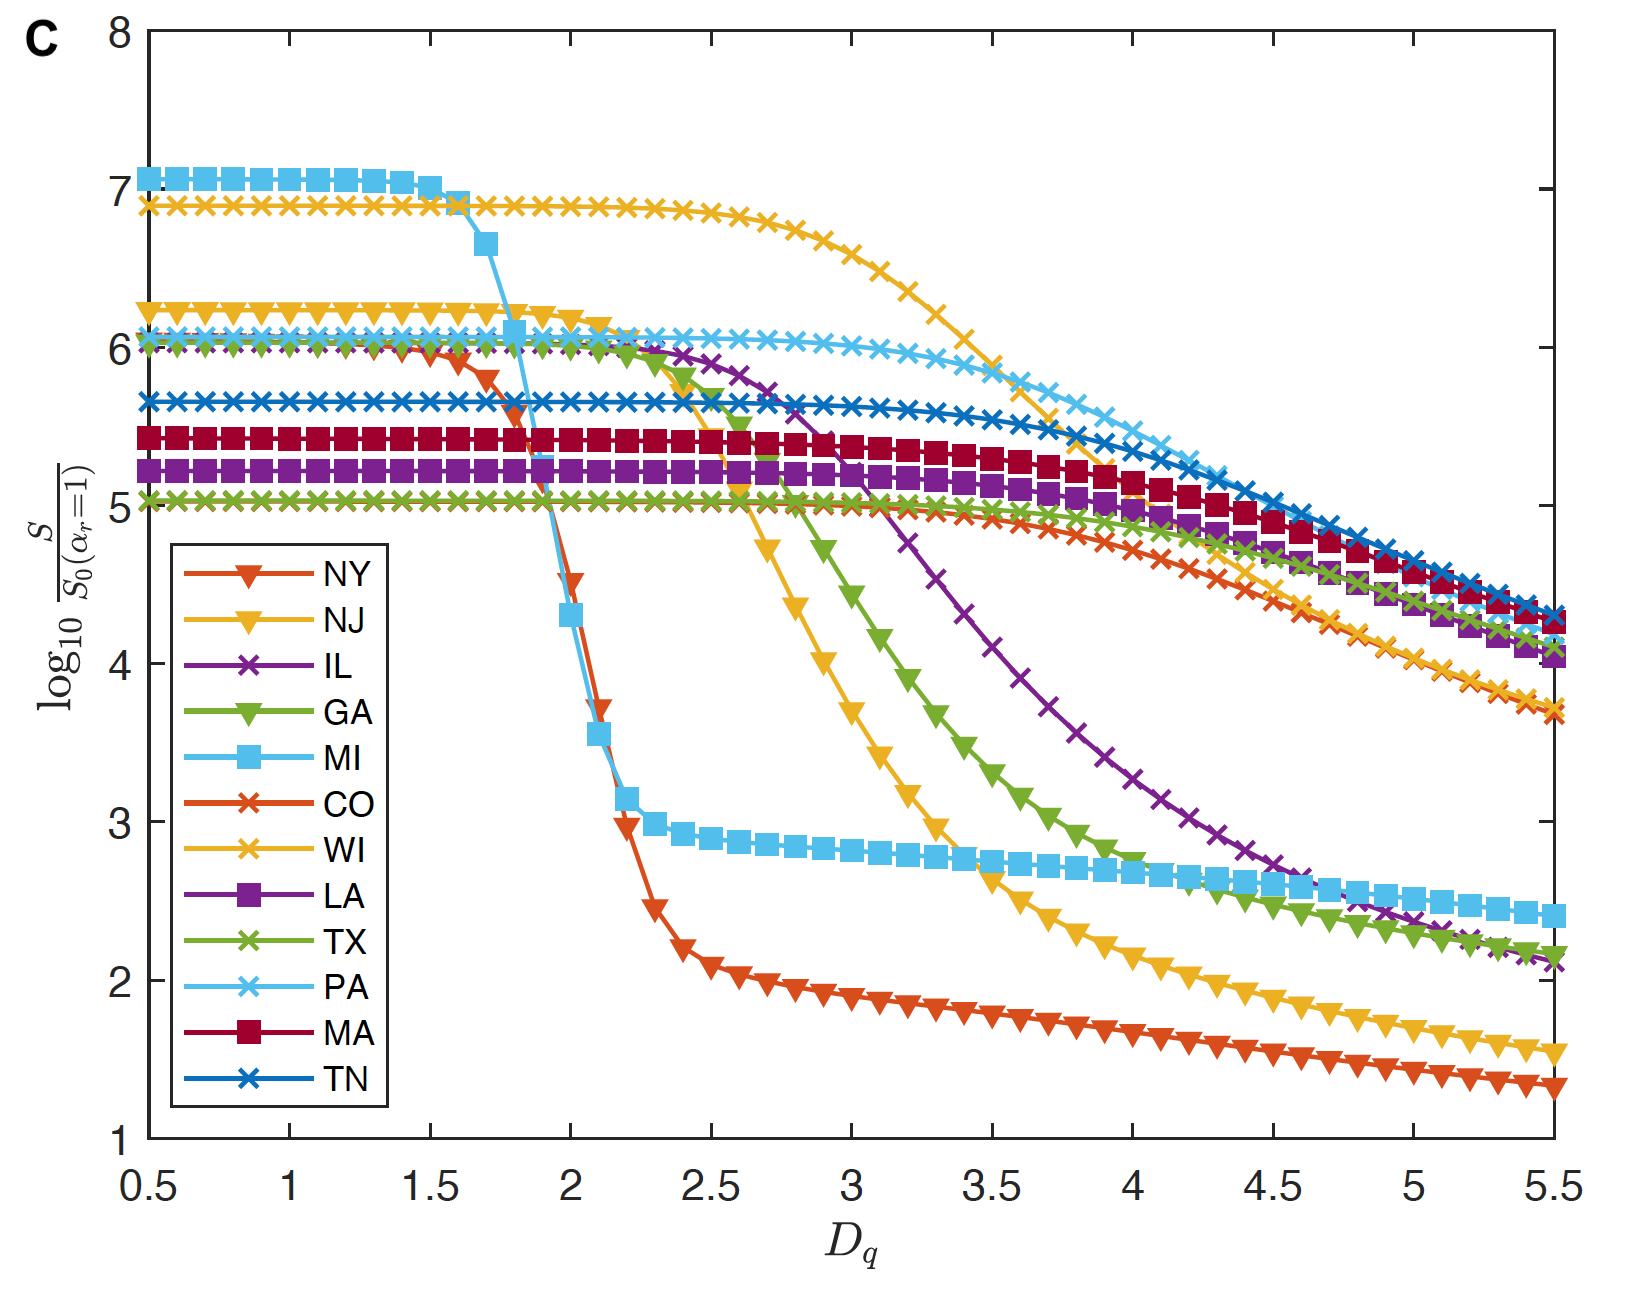 C
8
7
6
5
4
3
2
1
log₁₀ S / S₀(αᵣ=1)
NY
NJ
IL
GA
MI
CO
WI
LA
TX
PA
MA
TN
0.5 1 1.5 2 2.5 3 3.5 4 4.5 5 5.5
D_q